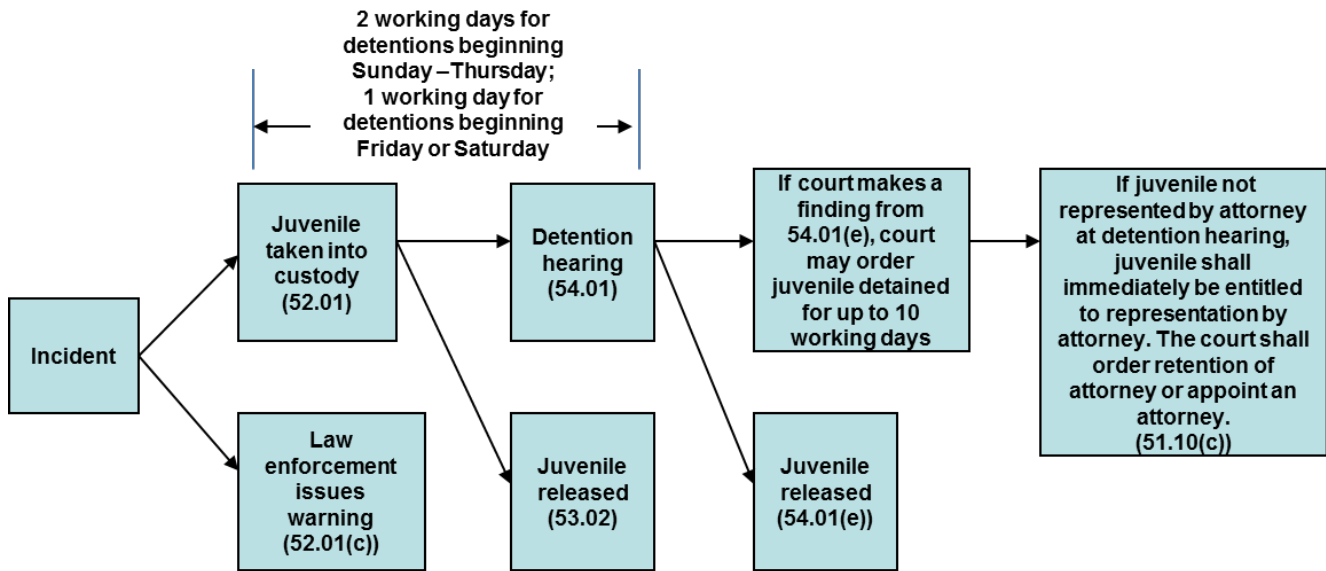 2 working days for
detentions beginning
Sunday –Thursday;
1 working day for
detentions beginning
Friday or Saturday
Incident
Juvenile
taken into
custody
(52.01)
Law
enforcement
issues
warning
(52.01(c))
Detention
hearing
(54.01)
Juvenile
released
(53.02)
If court makes a
finding from
54.01(e), court
may order
juvenile detained
for up to 10
working days
Juvenile
released
(54.01(e))
If juvenile not
represented by attorney
at detention hearing,
juvenile shall
immediately be entitled
to representation by
attorney. The court shall
order retention of
attorney or appoint an
attorney.
(51.10(c))